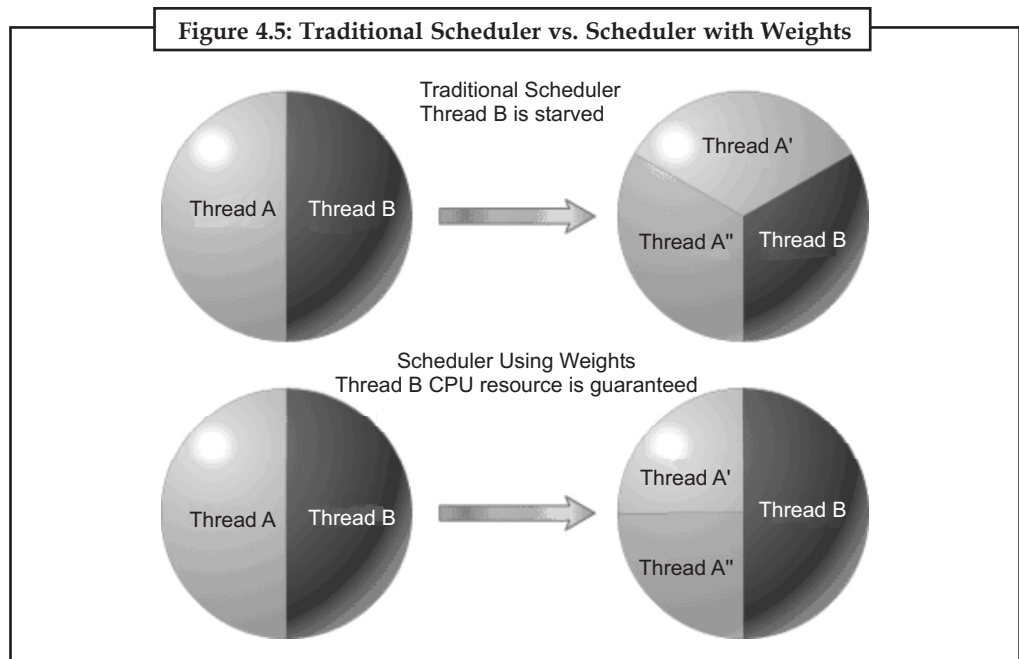 Figure 4.5: Traditional Scheduler vs. Scheduler with Weights
Traditional Scheduler
Thread B is starved
Thread A
Thread B
Thread A'
Thread A"
Thread B
Scheduler Using Weights
Thread B CPU resource is guaranteed
Thread A
Thread B
Thread A'
Thread B
Thread A"